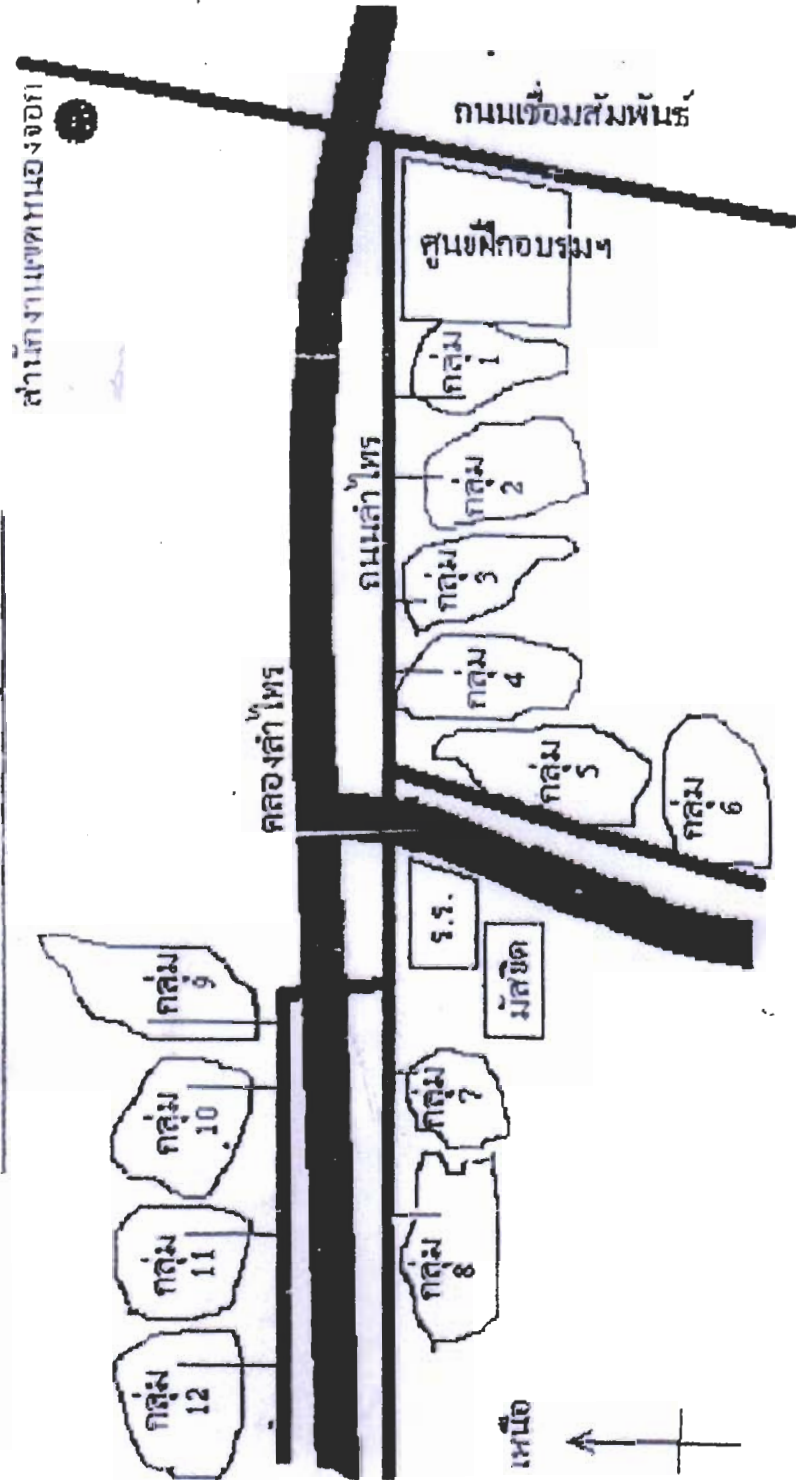 สำนักงานเขตหนองจอก
ถนนเชื่อมสัมพันธ์
ศูนย์ฝึกอบรมฯ
คลองลำไทร
ถนนลำไทร
กลุ่ม
1
กลุ่ม
2
กลุ่ม
3
กลุ่ม
4
กลุ่ม
5
กลุ่ม
6
ร.ร.
มัสยิด
กลุ่ม
7
กลุ่ม
8
กลุ่ม
9
กลุ่ม
10
กลุ่ม
11
กลุ่ม
12
เหนือ